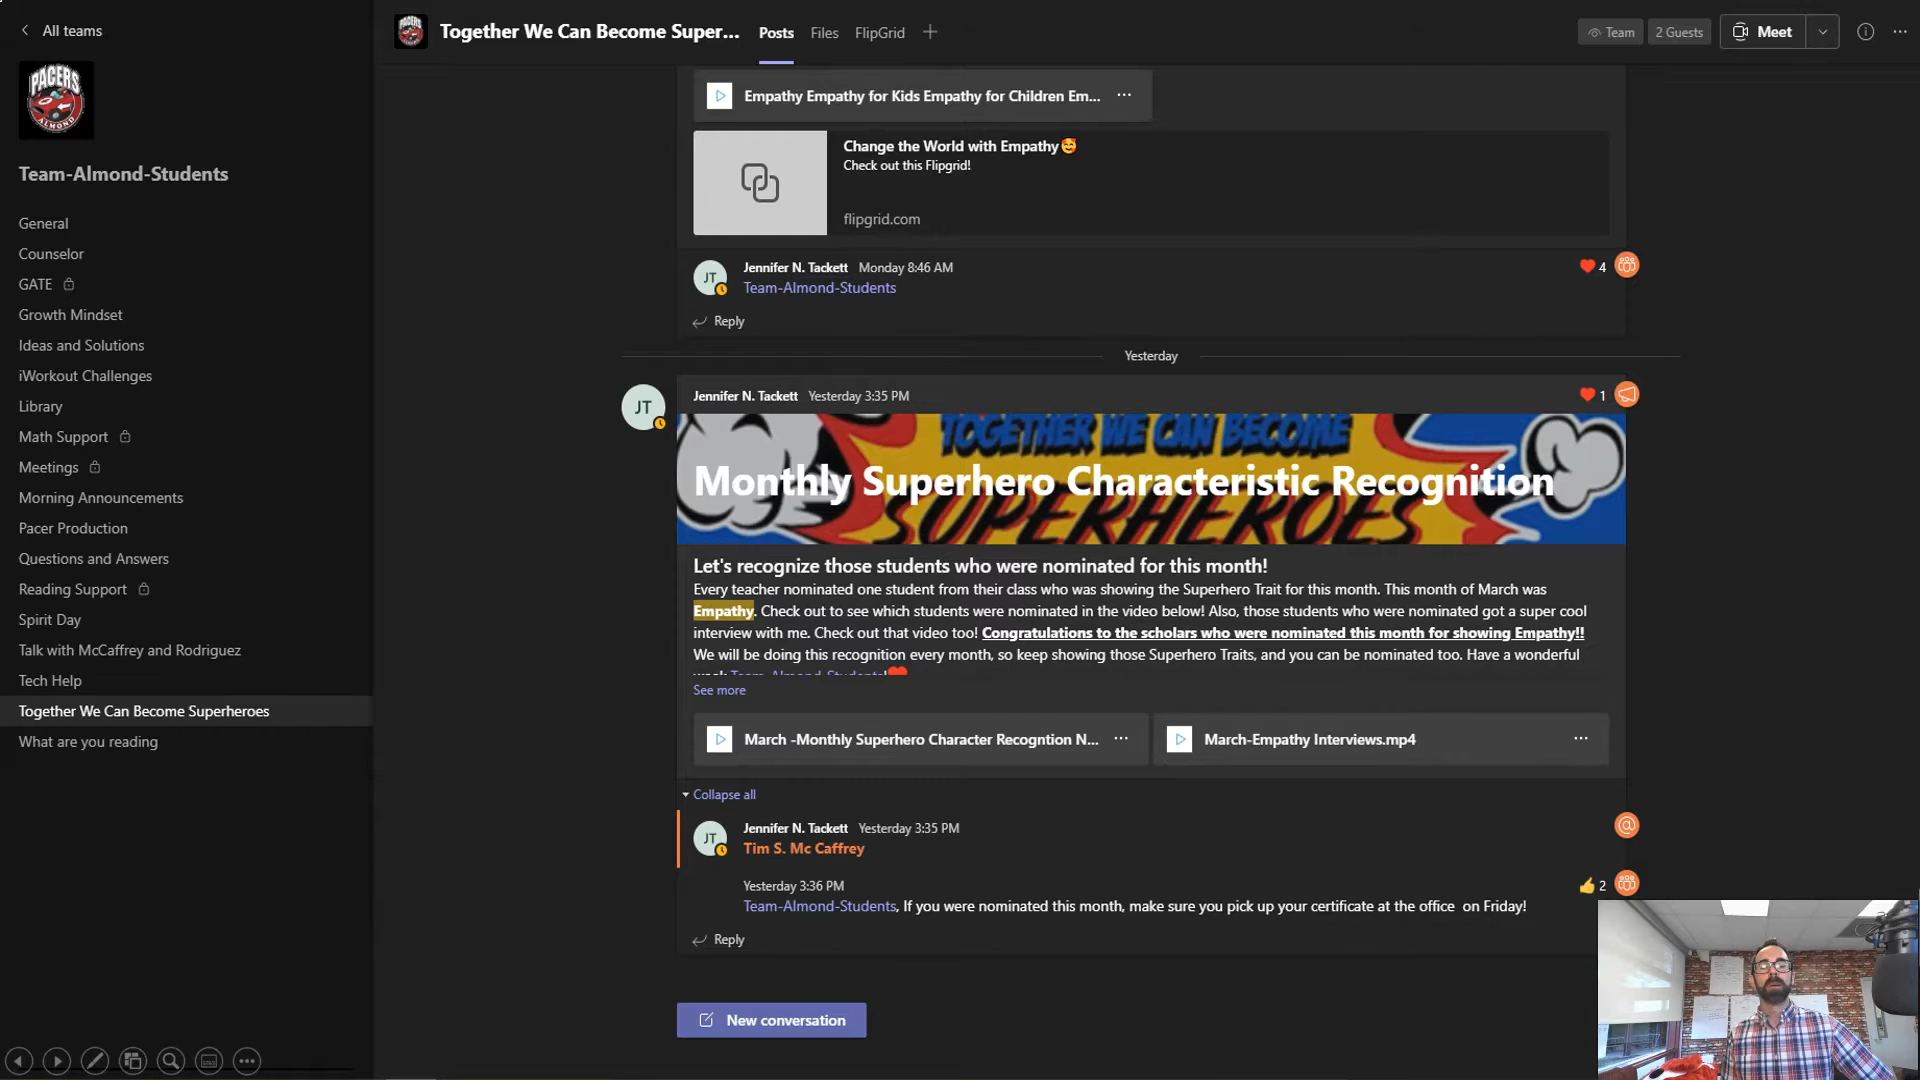 All teams
PACERS
ALMOND
Team-Almond-Students
General
Counselor
GATE
Growth Mindset
Ideas and Solutions
iWorkout Challenges
Library
Math Support
Meetings
Morning Announcements
Pacer Production
Questions and Answers
Reading Support
Spirit Day
Talk with McCaffrey and Rodriguez
Tech Help
Together We Can Become Superheroes
What are you reading
PACERS
Together We Can Become Super...
Posts
Files
FlipGrid
Team
2 Guests
Meet
Empathy Empathy for Kids Empathy for Children Em...
Change the World with Empathy🥰
Check out this Flipgrid!
flipgrid.com
JT
Jennifer N. Tackett Monday 8:46 AM
4
Team-Almond-Students
Reply
Yesterday
JT
Jennifer N. Tackett Yesterday 3:35 PM
1
TOGETHER WE CAN BECOME
Monthly Superhero Characteristic Recognition
SUPERHEROES
Let's recognize those students who were nominated for this month!
Every teacher nominated one student from their class who was showing the Superhero Trait for this month. This month of March was
Empathy. Check out to see which students were nominated in the video below! Also, those students who were nominated got a super cool
interview with me. Check out that video too! Congratulations to the scholars who were nominated this month for showing Empathy!!
We will be doing this recognition every month, so keep showing those Superhero Traits, and you can be nominated too. Have a wonderful
week Team-Almond-Students!❤️
See more
March -Monthly Superhero Character Recogntion N...
March-Empathy Interviews.mp4
Collapse all
JT
Jennifer N. Tackett Yesterday 3:35 PM
Tim S. Mc Caffrey
Yesterday 3:36 PM
2
Team-Almond-Students, If you were nominated this month, make sure you pick up your certificate at the office on Friday!
Reply
New conversation